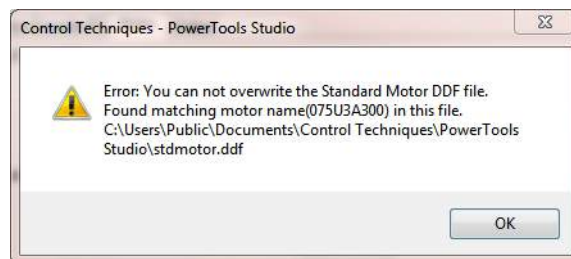 Control Techniques - PowerTools Studio
Error: You can not overwrite the Standard Motor DDF file.
Found matching motor name(075U3A300) in this file.
C:\Users\Public\Documents\Control Techniques\PowerTools
Studio\stdmotor.ddf
OK